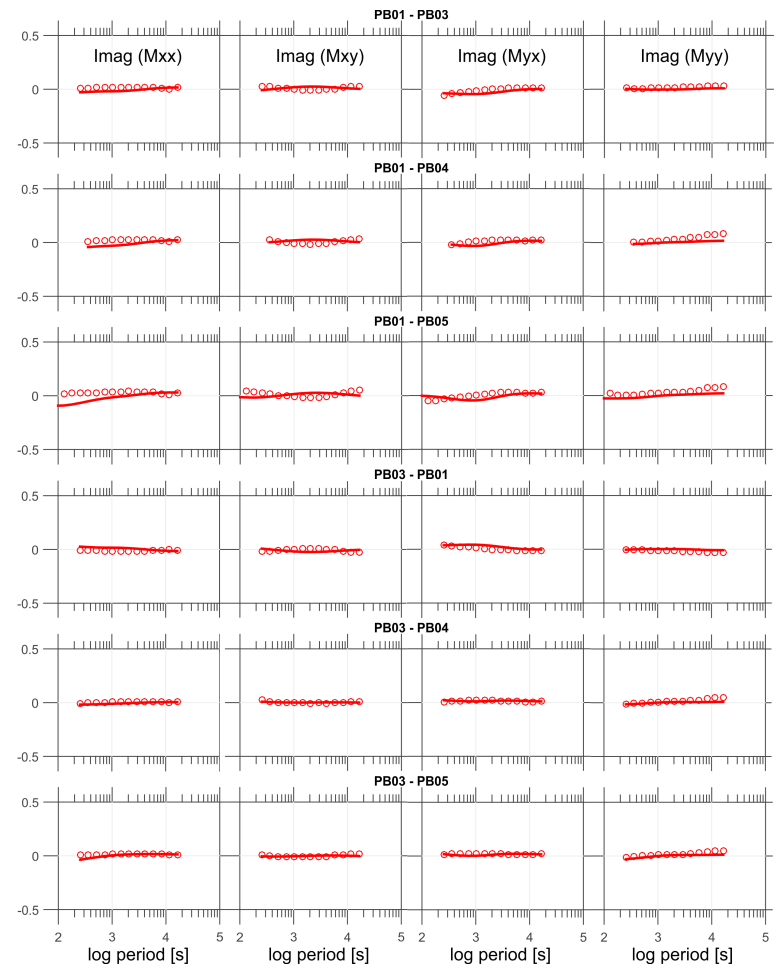 PB01 - PB03
0.5
Imag (Mxx) Imag (Mxy) Imag (Myx) Imag (Myy)
0
-0.5
PB01 - PB04
0.5
0
-0.5
PB01 - PB05
0.5
0
-0.5
PB03 - PB01
0.5
0
-0.5
PB03 - PB04
0.5
0
-0.5
PB03 - PB05
0.5
0
-0.5
2 3 4 5 2 3 4 5 2 3 4 5 2 3 4 5
log period [s] log period [s] log period [s] log period [s]